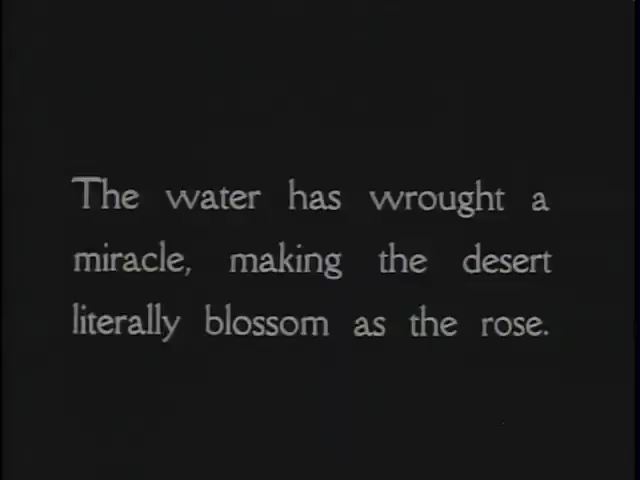 The water has wrought a
miracle, making the desert
literally blossom as the rose.